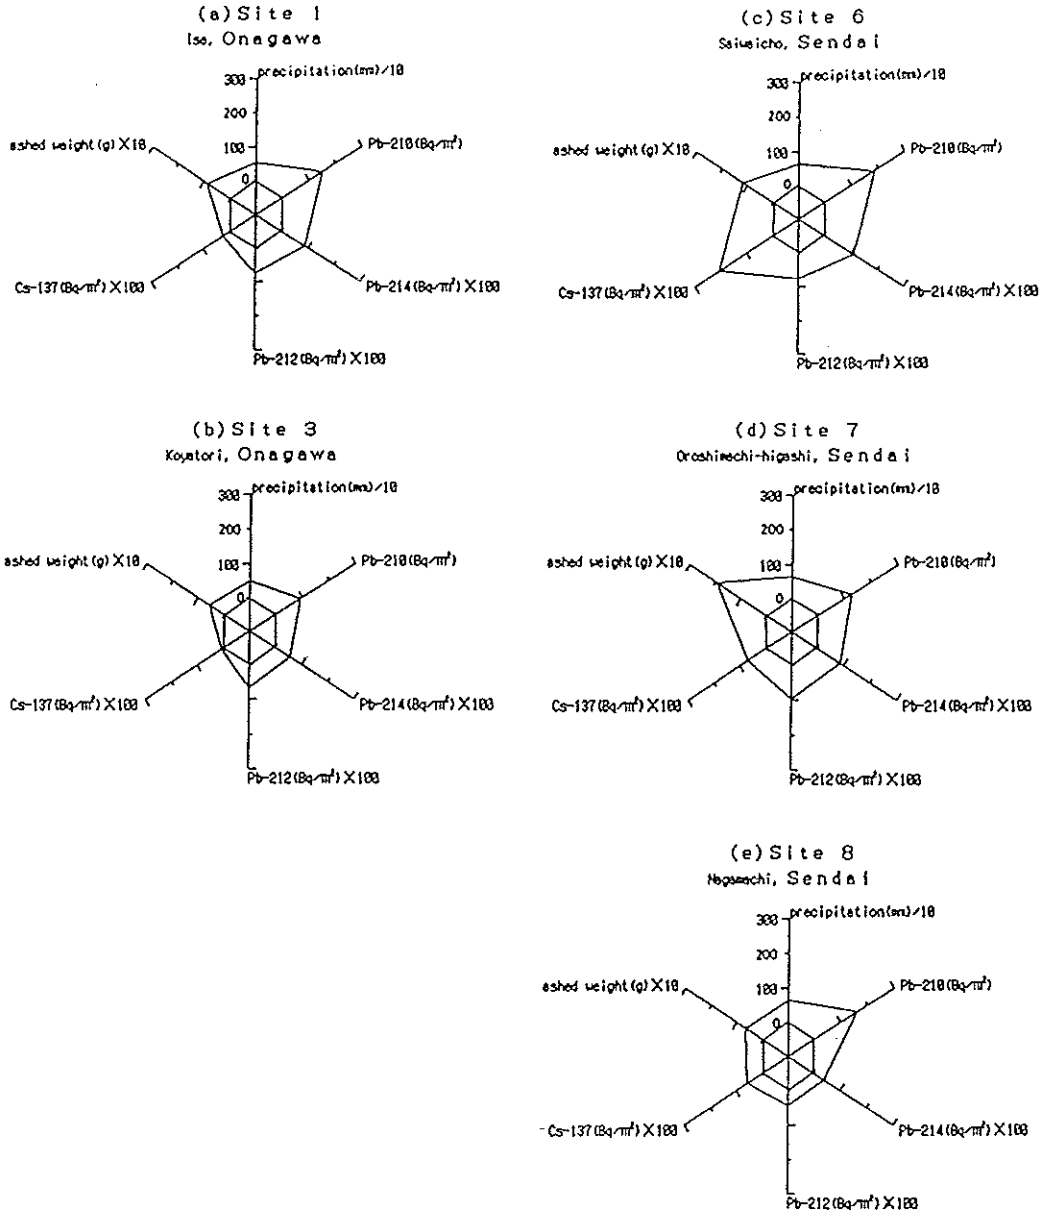 (a) Site 1
Iso, Onagawa
precipitation(mm)/10
300
200
100
0
ashed weight(g)X10
Pb-210(Bq/m²)
Cs-137(Bq/m²)X100
Pb-214(Bq/m²)X100
Pb-212(Bq/m²)X100
(b) Site 3
Koyatori, Onagawa
precipitation(mm)/10
300
200
100
0
ashed weight(g)X10
Pb-210(Bq/m²)
Cs-137(Bq/m²)X100
Pb-214(Bq/m²)X100
Pb-212(Bq/m²)X100
(c) Site 6
Saiwaicho, Sendai
precipitation(mm)/10
300
200
100
0
ashed weight(g)X10
Pb-210(Bq/m²)
Cs-137(Bq/m²)X100
Pb-214(Bq/m²)X100
Pb-212(Bq/m²)X100
(d) Site 7
Oroshimachi-higashi, Sendai
precipitation(mm)/10
300
200
100
0
ashed weight(g)X10
Pb-210(Bq/m²)
Cs-137(Bq/m²)X100
Pb-214(Bq/m²)X100
Pb-212(Bq/m²)X100
(e) Site 8
Nagamachi, Sendai
precipitation(mm)/10
300
200
100
0
ashed weight(g)X10
Pb-210(Bq/m²)
Cs-137(Bq/m²)X100
Pb-214(Bq/m²)X100
Pb-212(Bq/m²)X100